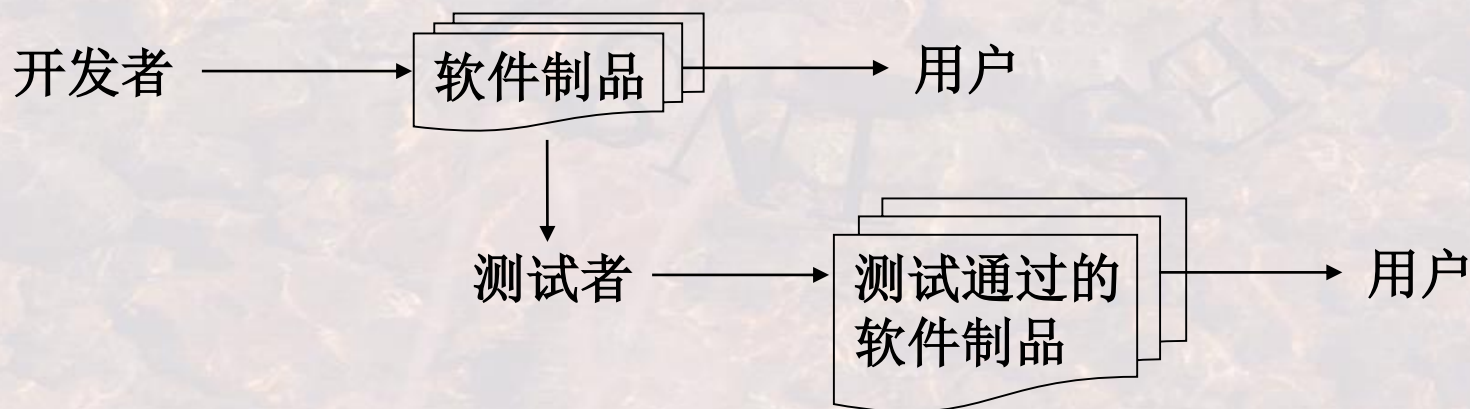 开发者
软件制品
用户
测试者
测试通过的
软件制品
用户